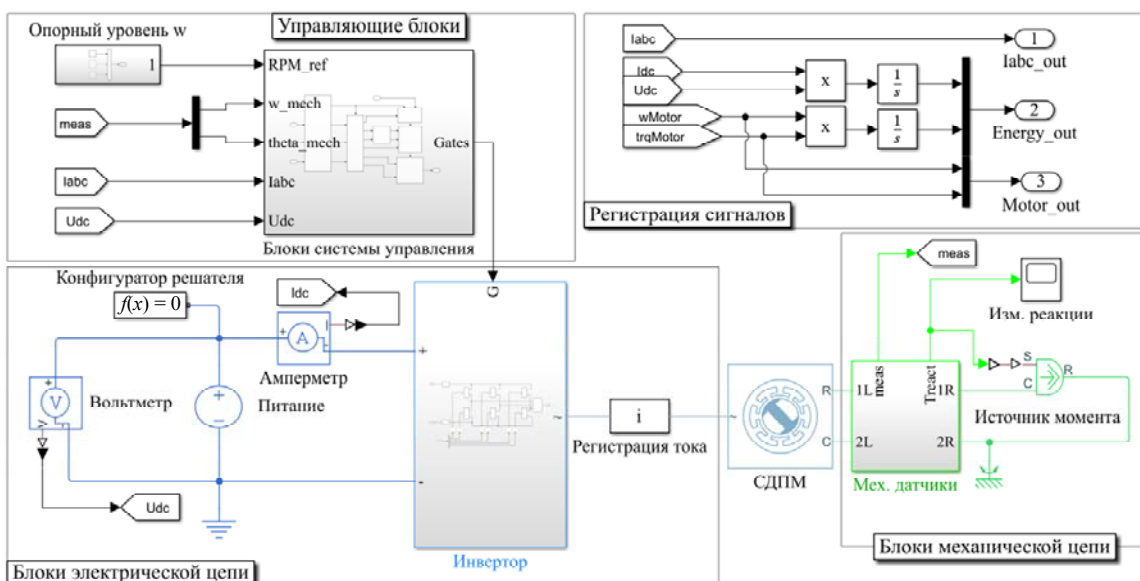 Управляющие блоки
Опорный уровень w
1
RPM_ref
w_mech
meas
theta_mech
Gates
Iabc
Iabc
Udc
Udc
Блоки системы управления
Iabc
1
Iabc_out
Idc
Udc
x
1
s
wMotor
trqMotor
x
1
s
2
Energy_out
3
Motor_out
Регистрация сигналов
Конфигуратор решателя
f(x) = 0
Idc
G
+
I
A
-
+
Амперметр
+
V
Вольтметр
V
-
+
-
Питание
~
i
Регистрация тока
~
-
Udc
Инвертор
Блоки электрической цепи
СДПМ
R
C
meas
Изм. реакции
1L
meas
Treact
1R
S
C
R
Источник момента
2L
2R
Мех. датчики
Блоки механической цепи